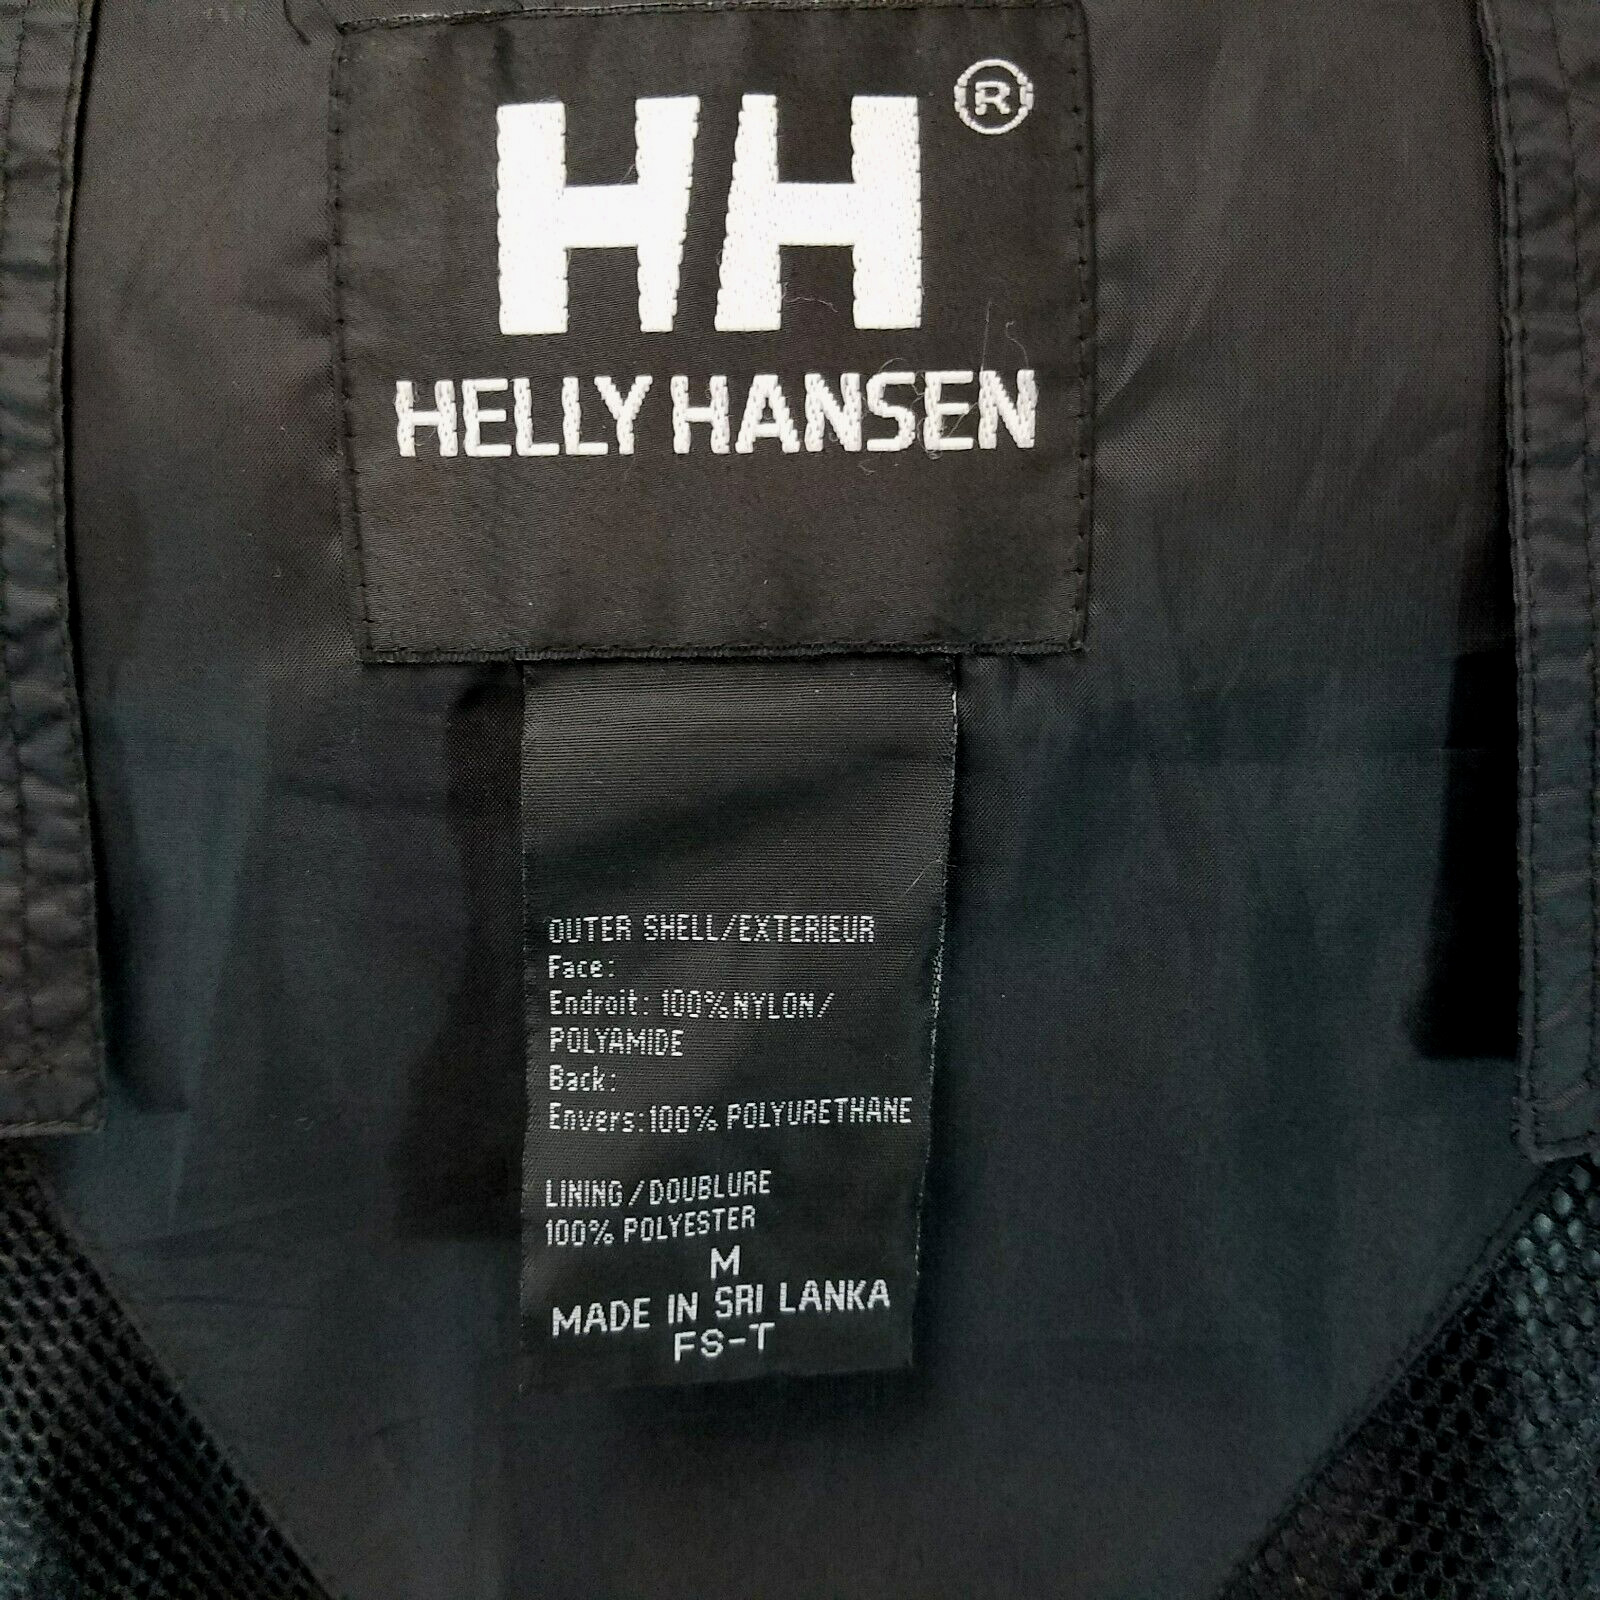 HH®
HELLY HANSEN
OUTER SHELL/EXTERIEUR
Face:
Endroit: 100%NYLON/
POLYAMIDE
Back:
Envers:100% POLYURETHANE
LINING/DOUBLURE
100% POLYESTER
M
MADE IN SRI LANKA
FS-T